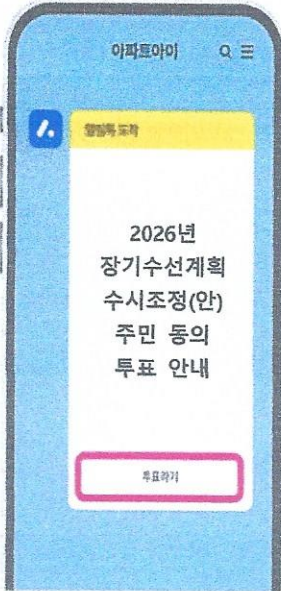 아파트아이
알림톡 도착
2026년
장기수선계획
수시조정(안)
주민 동의
투표 안내
투표하기